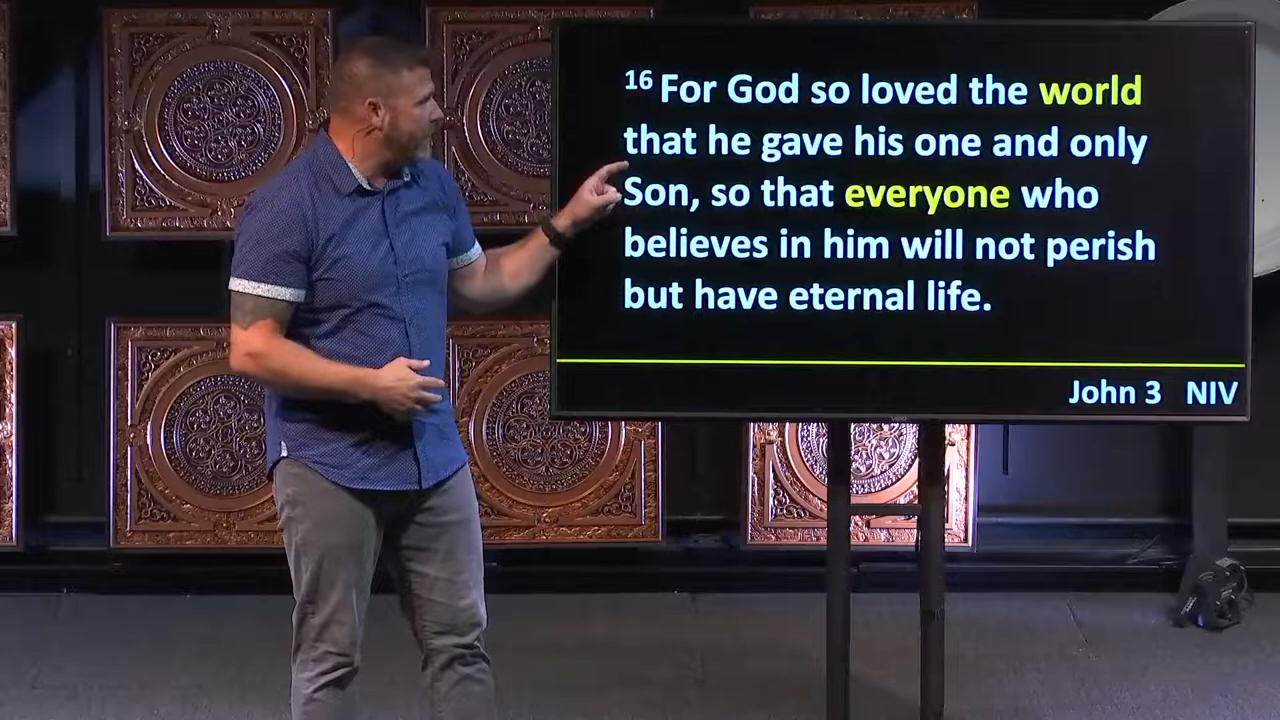 16 For God so loved the world
that he gave his one and only
Son, so that everyone who
believes in him will not perish
but have eternal life.
John 3 NIV